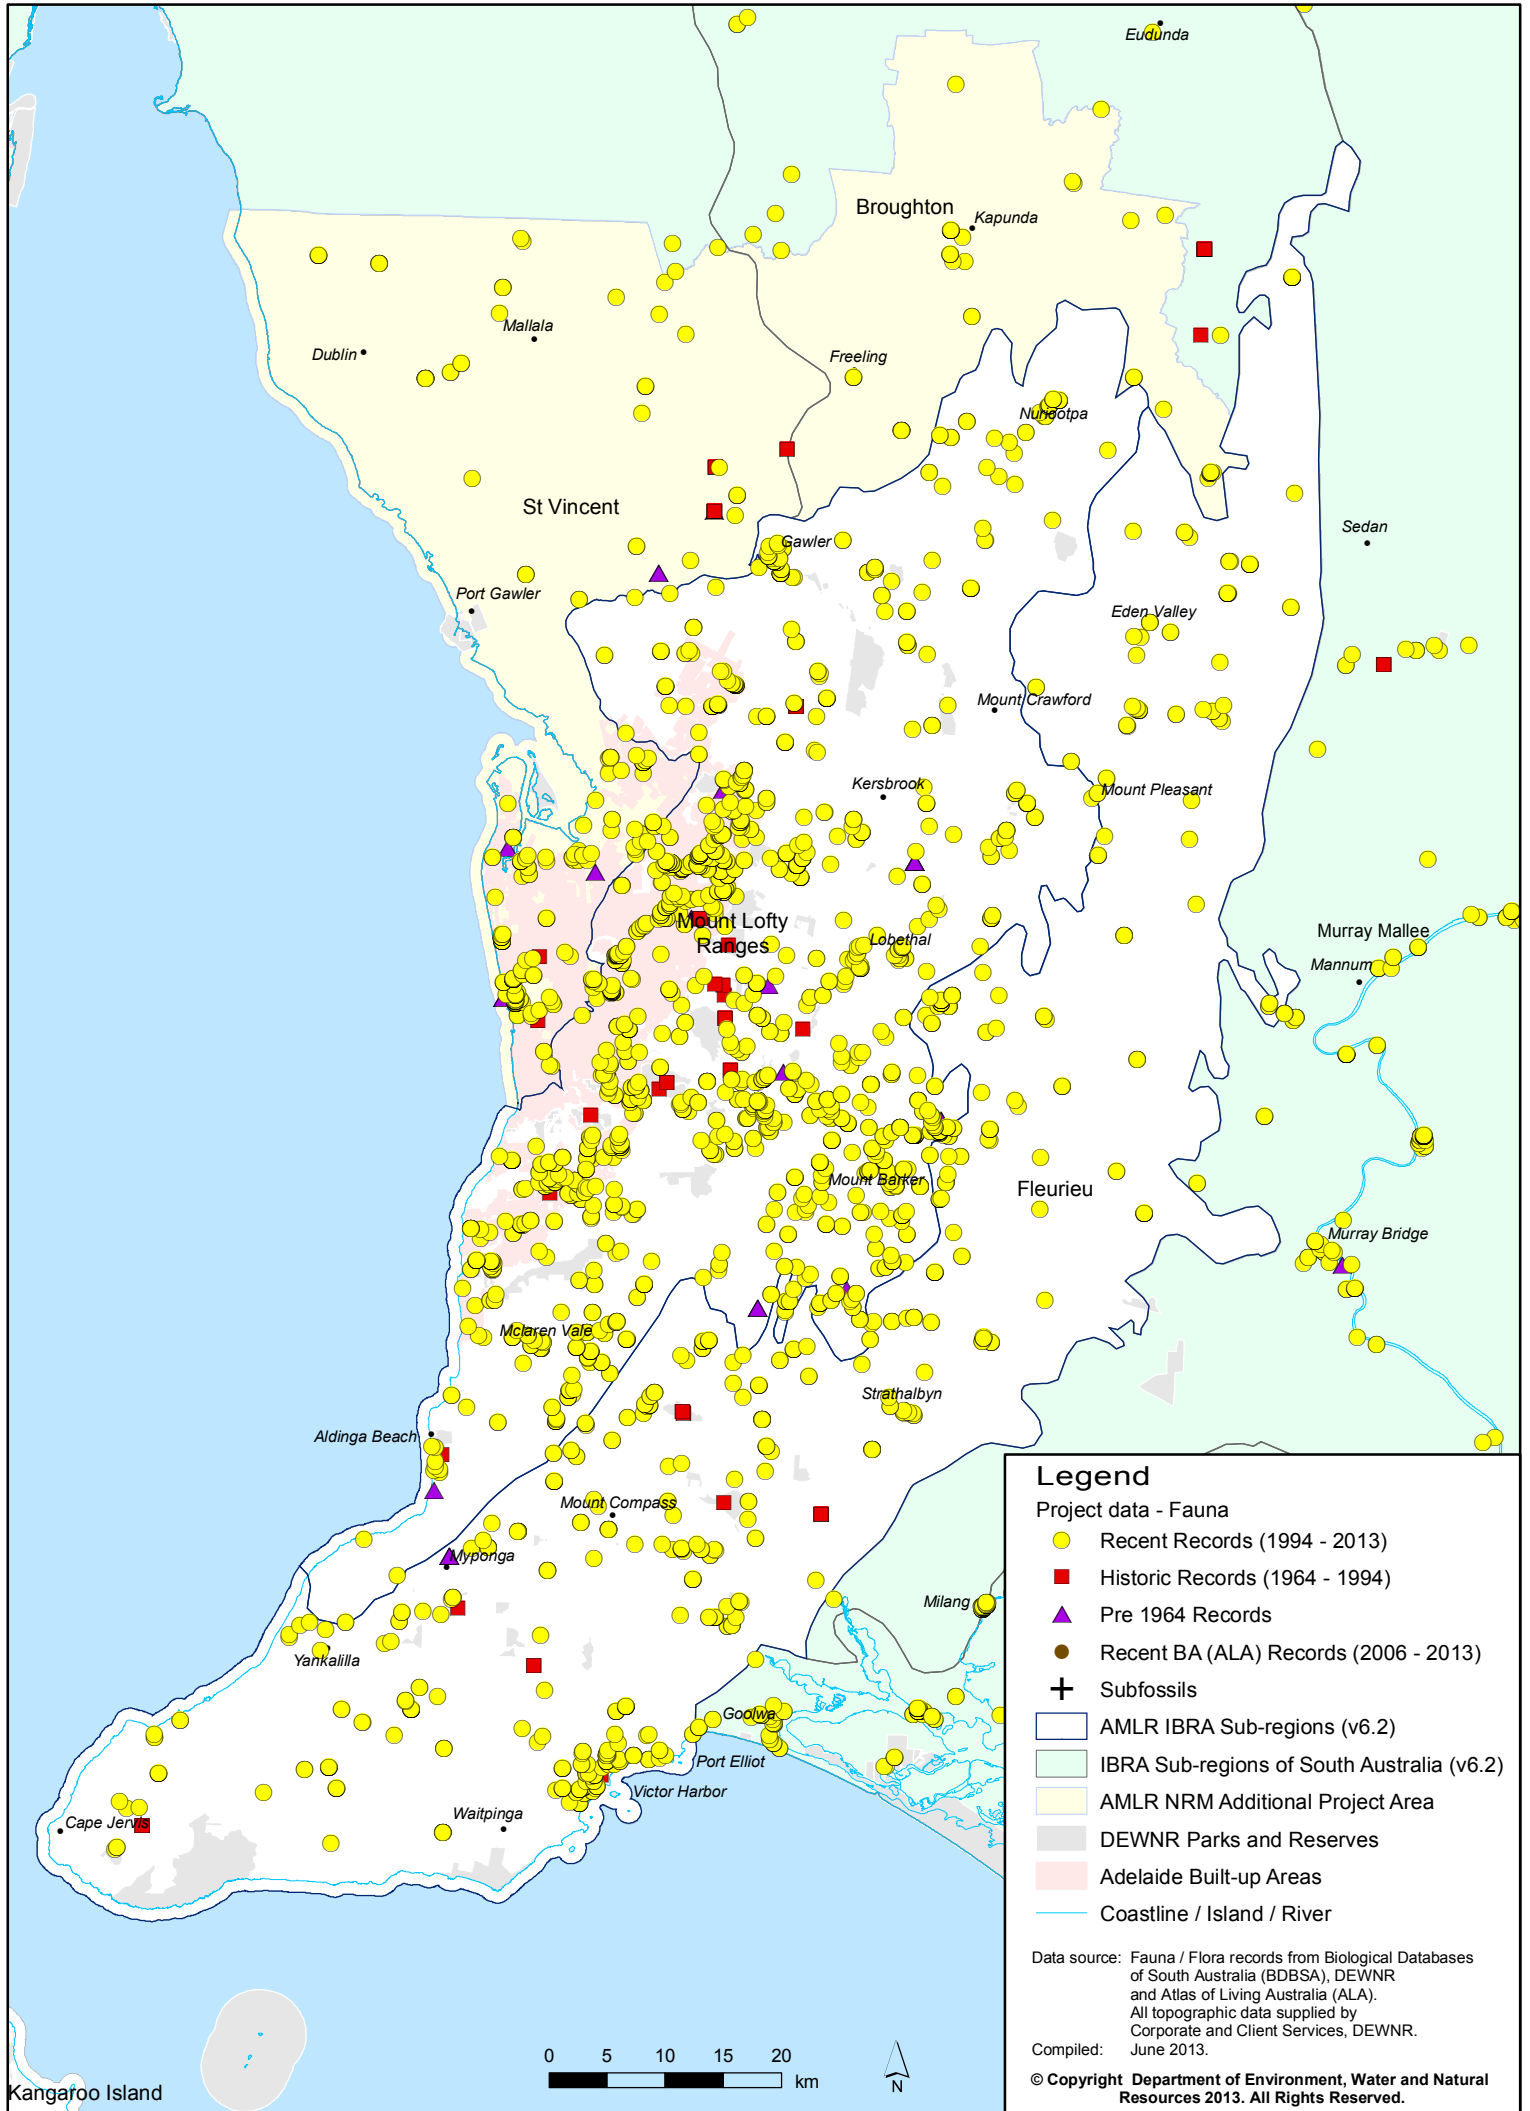 Eudunda
Broughton
Kapunda
Mallala
Dublin
Freeling
Nuriootpa
St Vincent
Sedan
Gawler
Port Gawler
Eden Valley
Mount Crawford
Kersbrook
Mount Pleasant
Mount Lofty
Ranges
Lobethal
Murray Mallee
Mannum
Mount Barker
Fleurieu
Murray Bridge
Mclaren Vale
Strathalbyn
Aldinga Beach
Mount Compass
Myponga
Milang
Yankalilla
Goolwa
Port Elliot
Victor Harbor
Waitpinga
Cape Jervis
Kangaroo Island
0 5 10 15 20
km
N
Legend
Project data - Fauna
Recent Records (1994 - 2013)
Historic Records (1964 - 1994)
Pre 1964 Records
Recent BA (ALA) Records (2006 - 2013)
Subfossils
AMLR IBRA Sub-regions (v6.2)
IBRA Sub-regions of South Australia (v6.2)
AMLR NRM Additional Project Area
DEWNR Parks and Reserves
Adelaide Built-up Areas
Coastline / Island / River
Data source: Fauna / Flora records from Biological Databases
of South Australia (BDBSA), DEWNR
and Atlas of Living Australia (ALA).
All topographic data supplied by
Corporate and Client Services, DEWNR.
Compiled: June 2013.
© Copyright Department of Environment, Water and Natural
Resources 2013. All Rights Reserved.